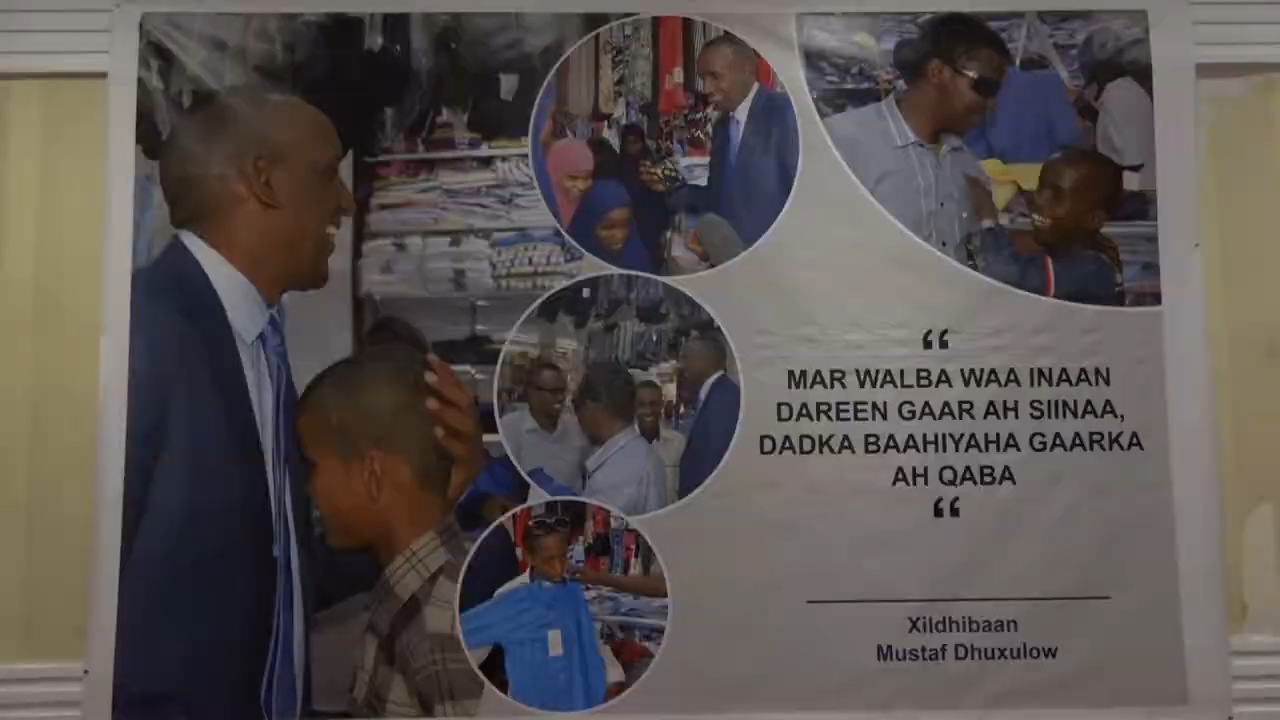 “
MAR WALBA WAA INAAN
DAREEN GAAR AH SIINAA,
DADKA BAAHIYAHA GAARKA
AH QABA
“
Xildhibaan
Mustaf Dhuxulow